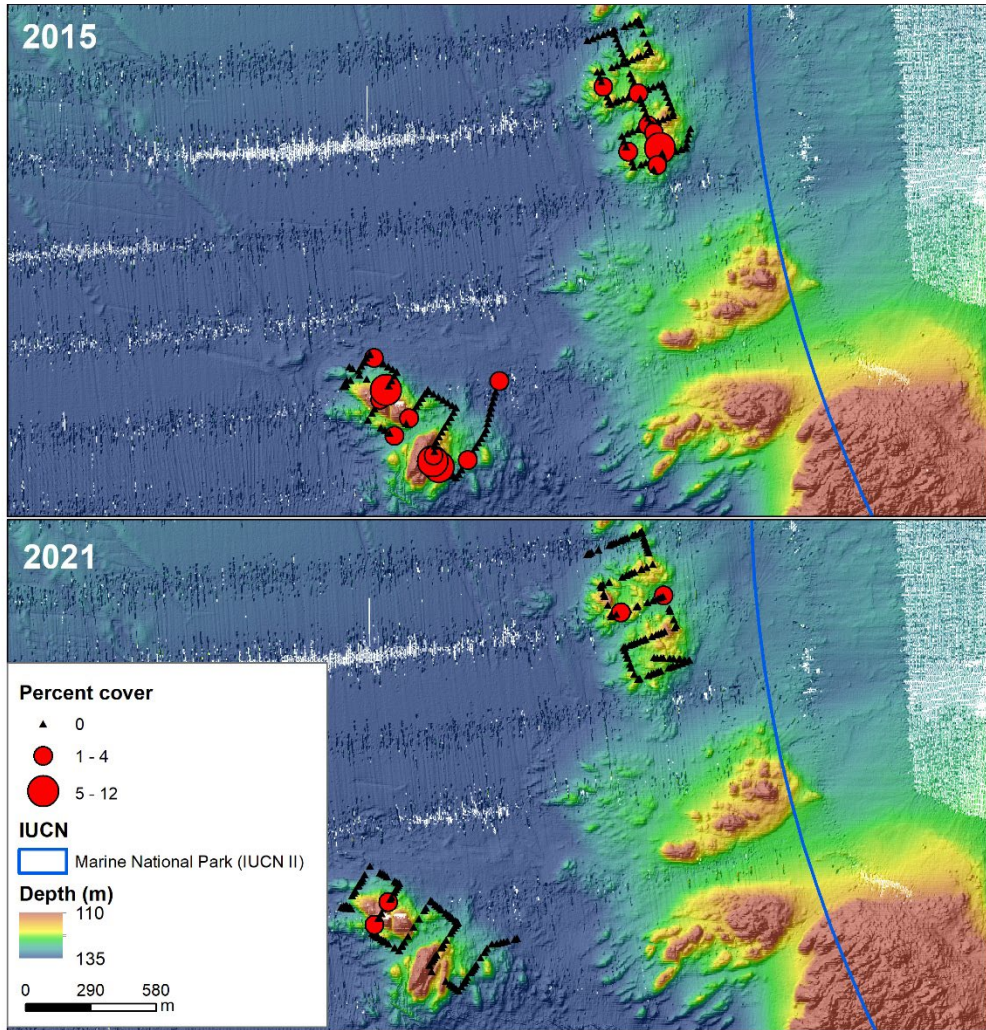 2015
2021
Percent cover
0
1 - 4
5 - 12
IUCN
Marine National Park (IUCN II)
Depth (m)
110
135
0 290 580
m